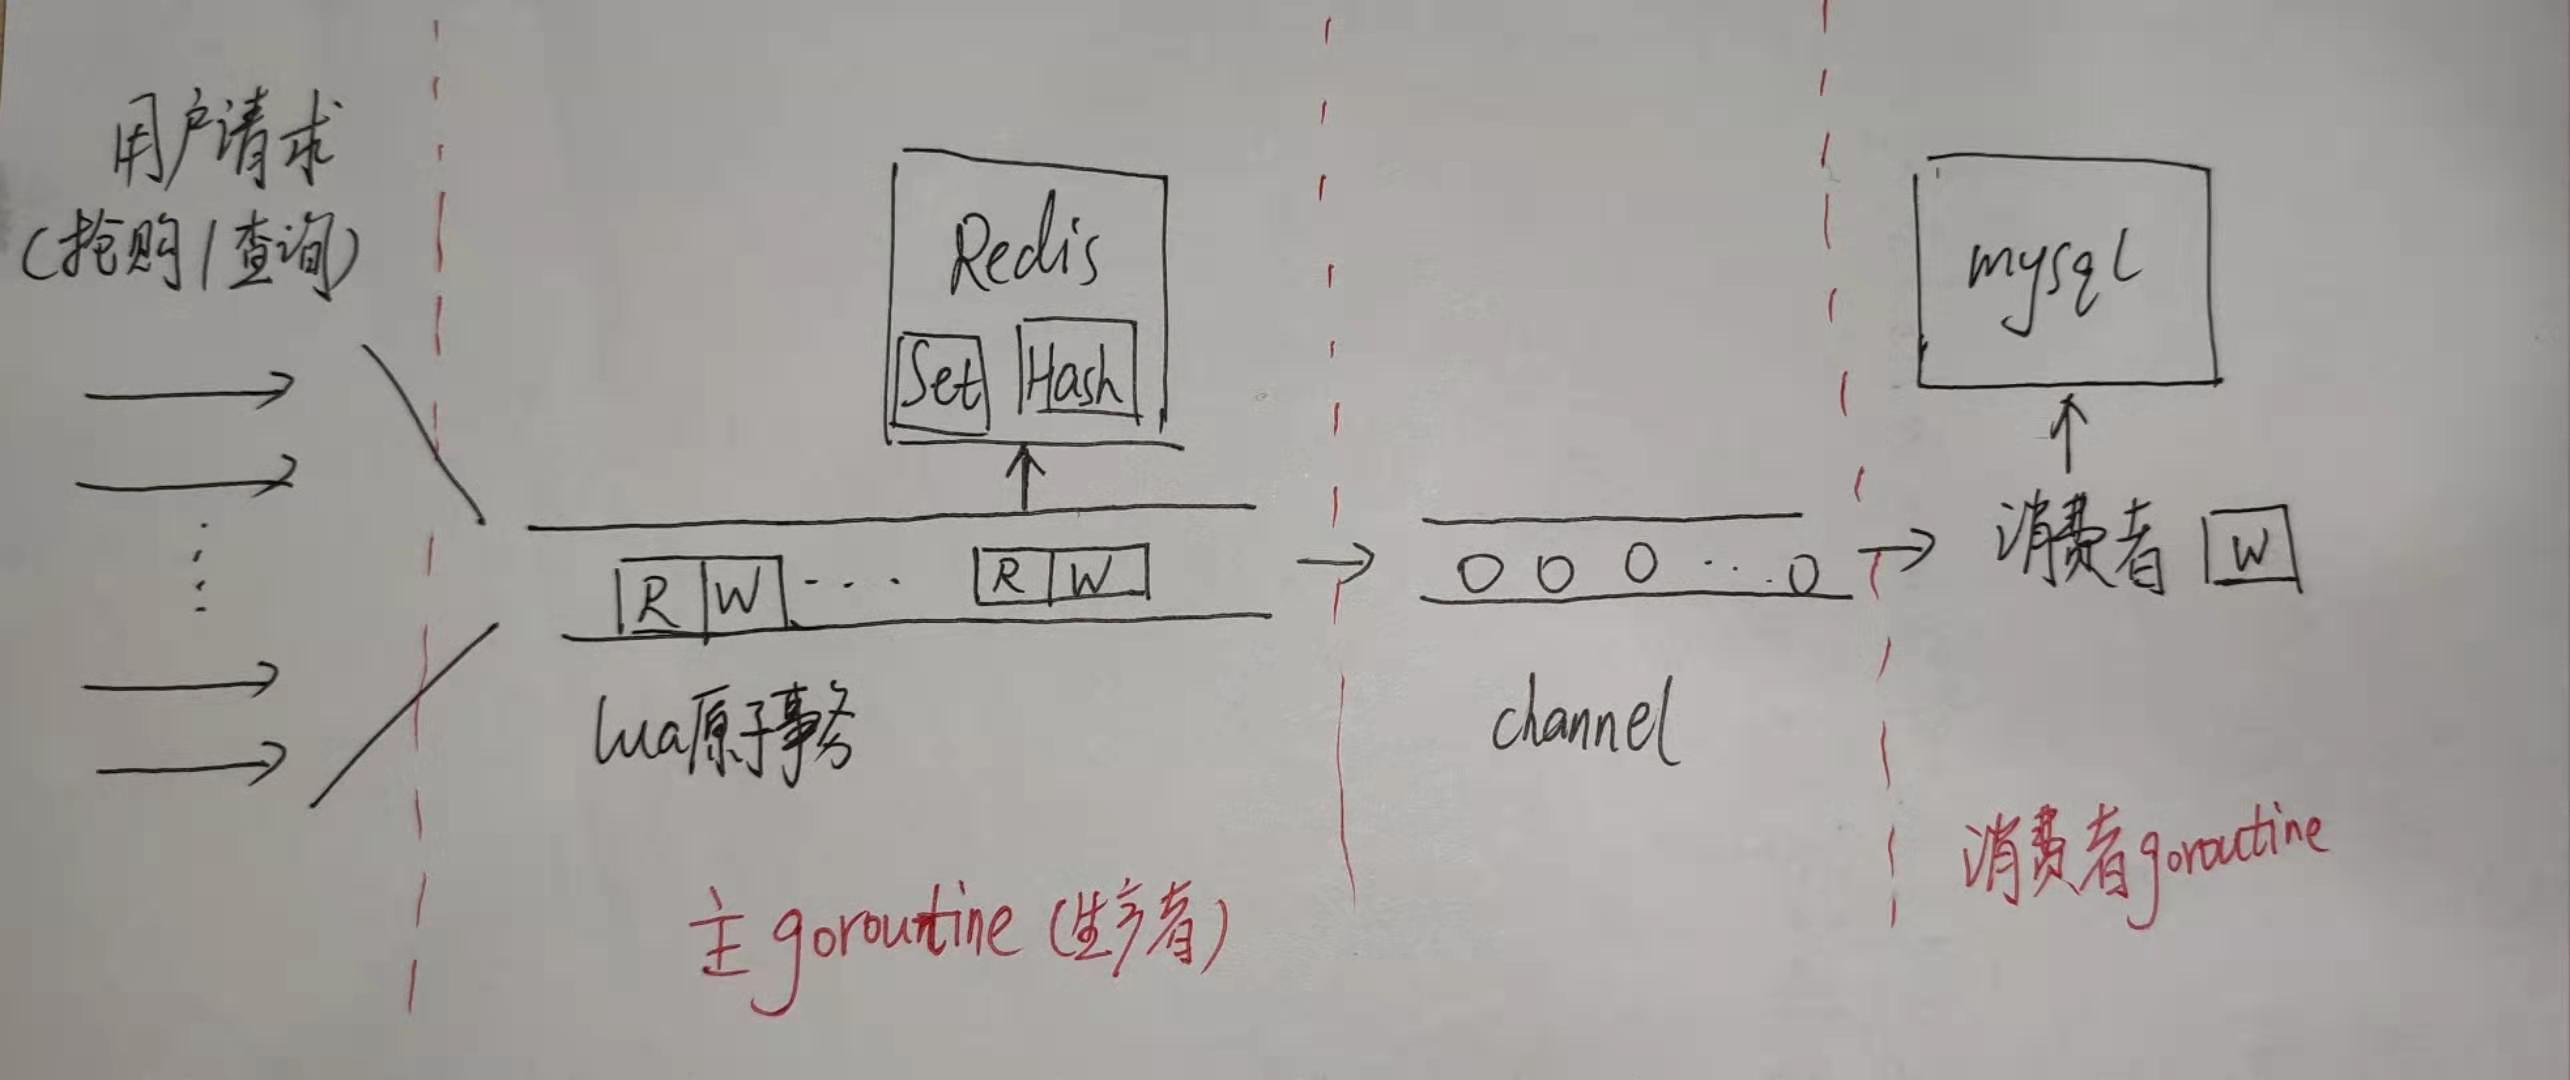 用户请求
(抢购/查询)
Redis
Set
Hash
R W ... R W
lua原子事务
主goroutine(生产者)
O O O ... O
channel
mysql
消费者 W
消费者goroutine